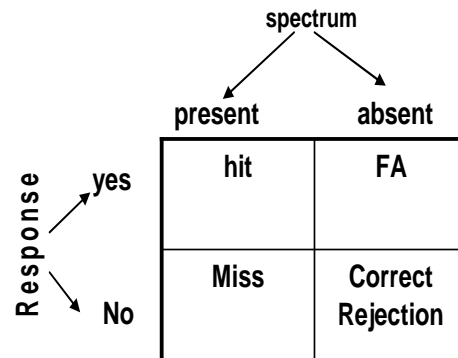 spectrum
present absent
Response
yes hit FA
No Miss Correct
Rejection